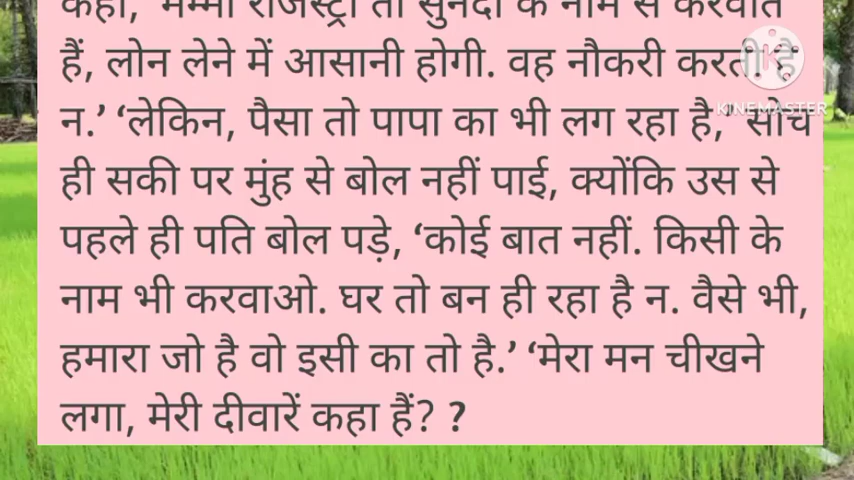 कहा, ‘मम्मी रजिस्ट्री तो सुनंदा के नाम से करवाते
हैं, लोन लेने में आसानी होगी. वह नौकरी करती है
न.’ ‘लेकिन, पैसा तो पापा का भी लग रहा है,’ सोच
ही सकी पर मुंह से बोल नहीं पाई, क्योंकि उस से
पहले ही पति बोल पड़े, ‘कोई बात नहीं. किसी के
नाम भी करवाओ. घर तो बन ही रहा है न. वैसे भी,
हमारा जो है वो इसी का तो है.’ ‘मेरा मन चीखने
लगा, मेरी दीवारें कहा हैं? ?
KINEMASTER